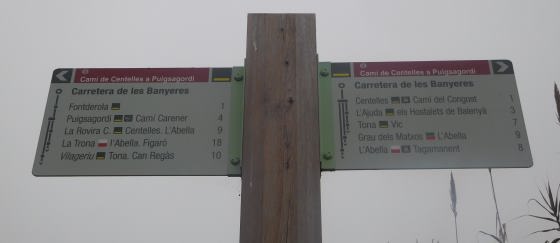 Camí de Centelles a Puigsagordi
Carretera de les Banyeres
Fontderola 1
Puigsagordi Camí Carener 4
La Rovira C. Centelles. L'Abella 9
La Trona l'Abella. Figaró 18
Vilageriu Tona. Can Regàs 10
Camí de Centelles a Puigsagordi
Carretera de les Banyeres
Centelles Camí del Congost 1
L'Ajuda els Hostalets de Balenyà 3
Tona Vic 7
Grau dels Matxos L'Abella 9
L'Abella Tagamanent 8